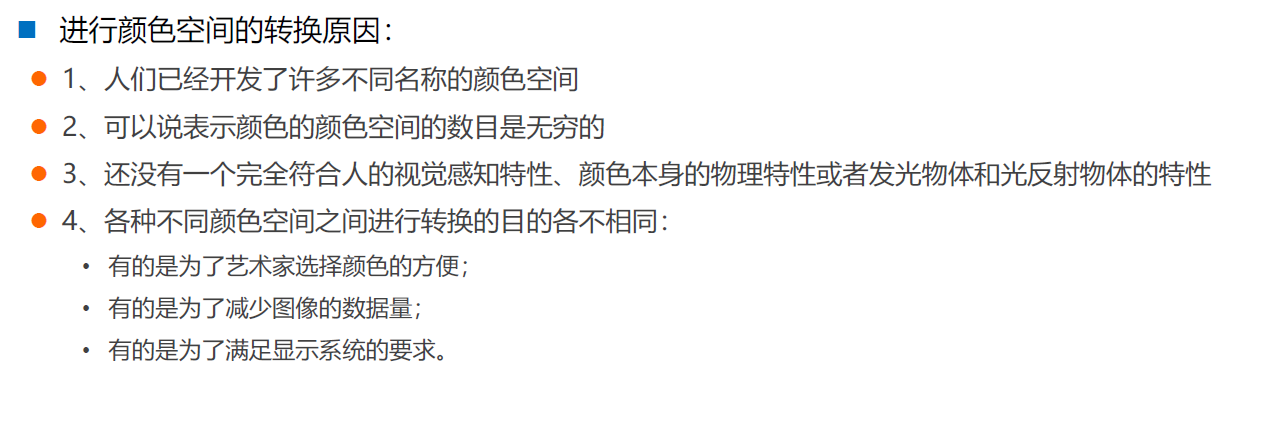 进行颜色空间的转换原因：
1、人们已经开发了许多不同名称的颜色空间
2、可以说表示颜色的颜色空间的数目是无穷的
3、还没有一个完全符合人的视觉感知特性、颜色本身的物理特性或者发光物体和光反射物体的特性
4、各种不同颜色空间之间进行转换的目的各不相同：
• 有的是为了艺术家选择颜色的方便；
• 有的是为了减少图像的数据量；
• 有的是为了满足显示系统的要求。